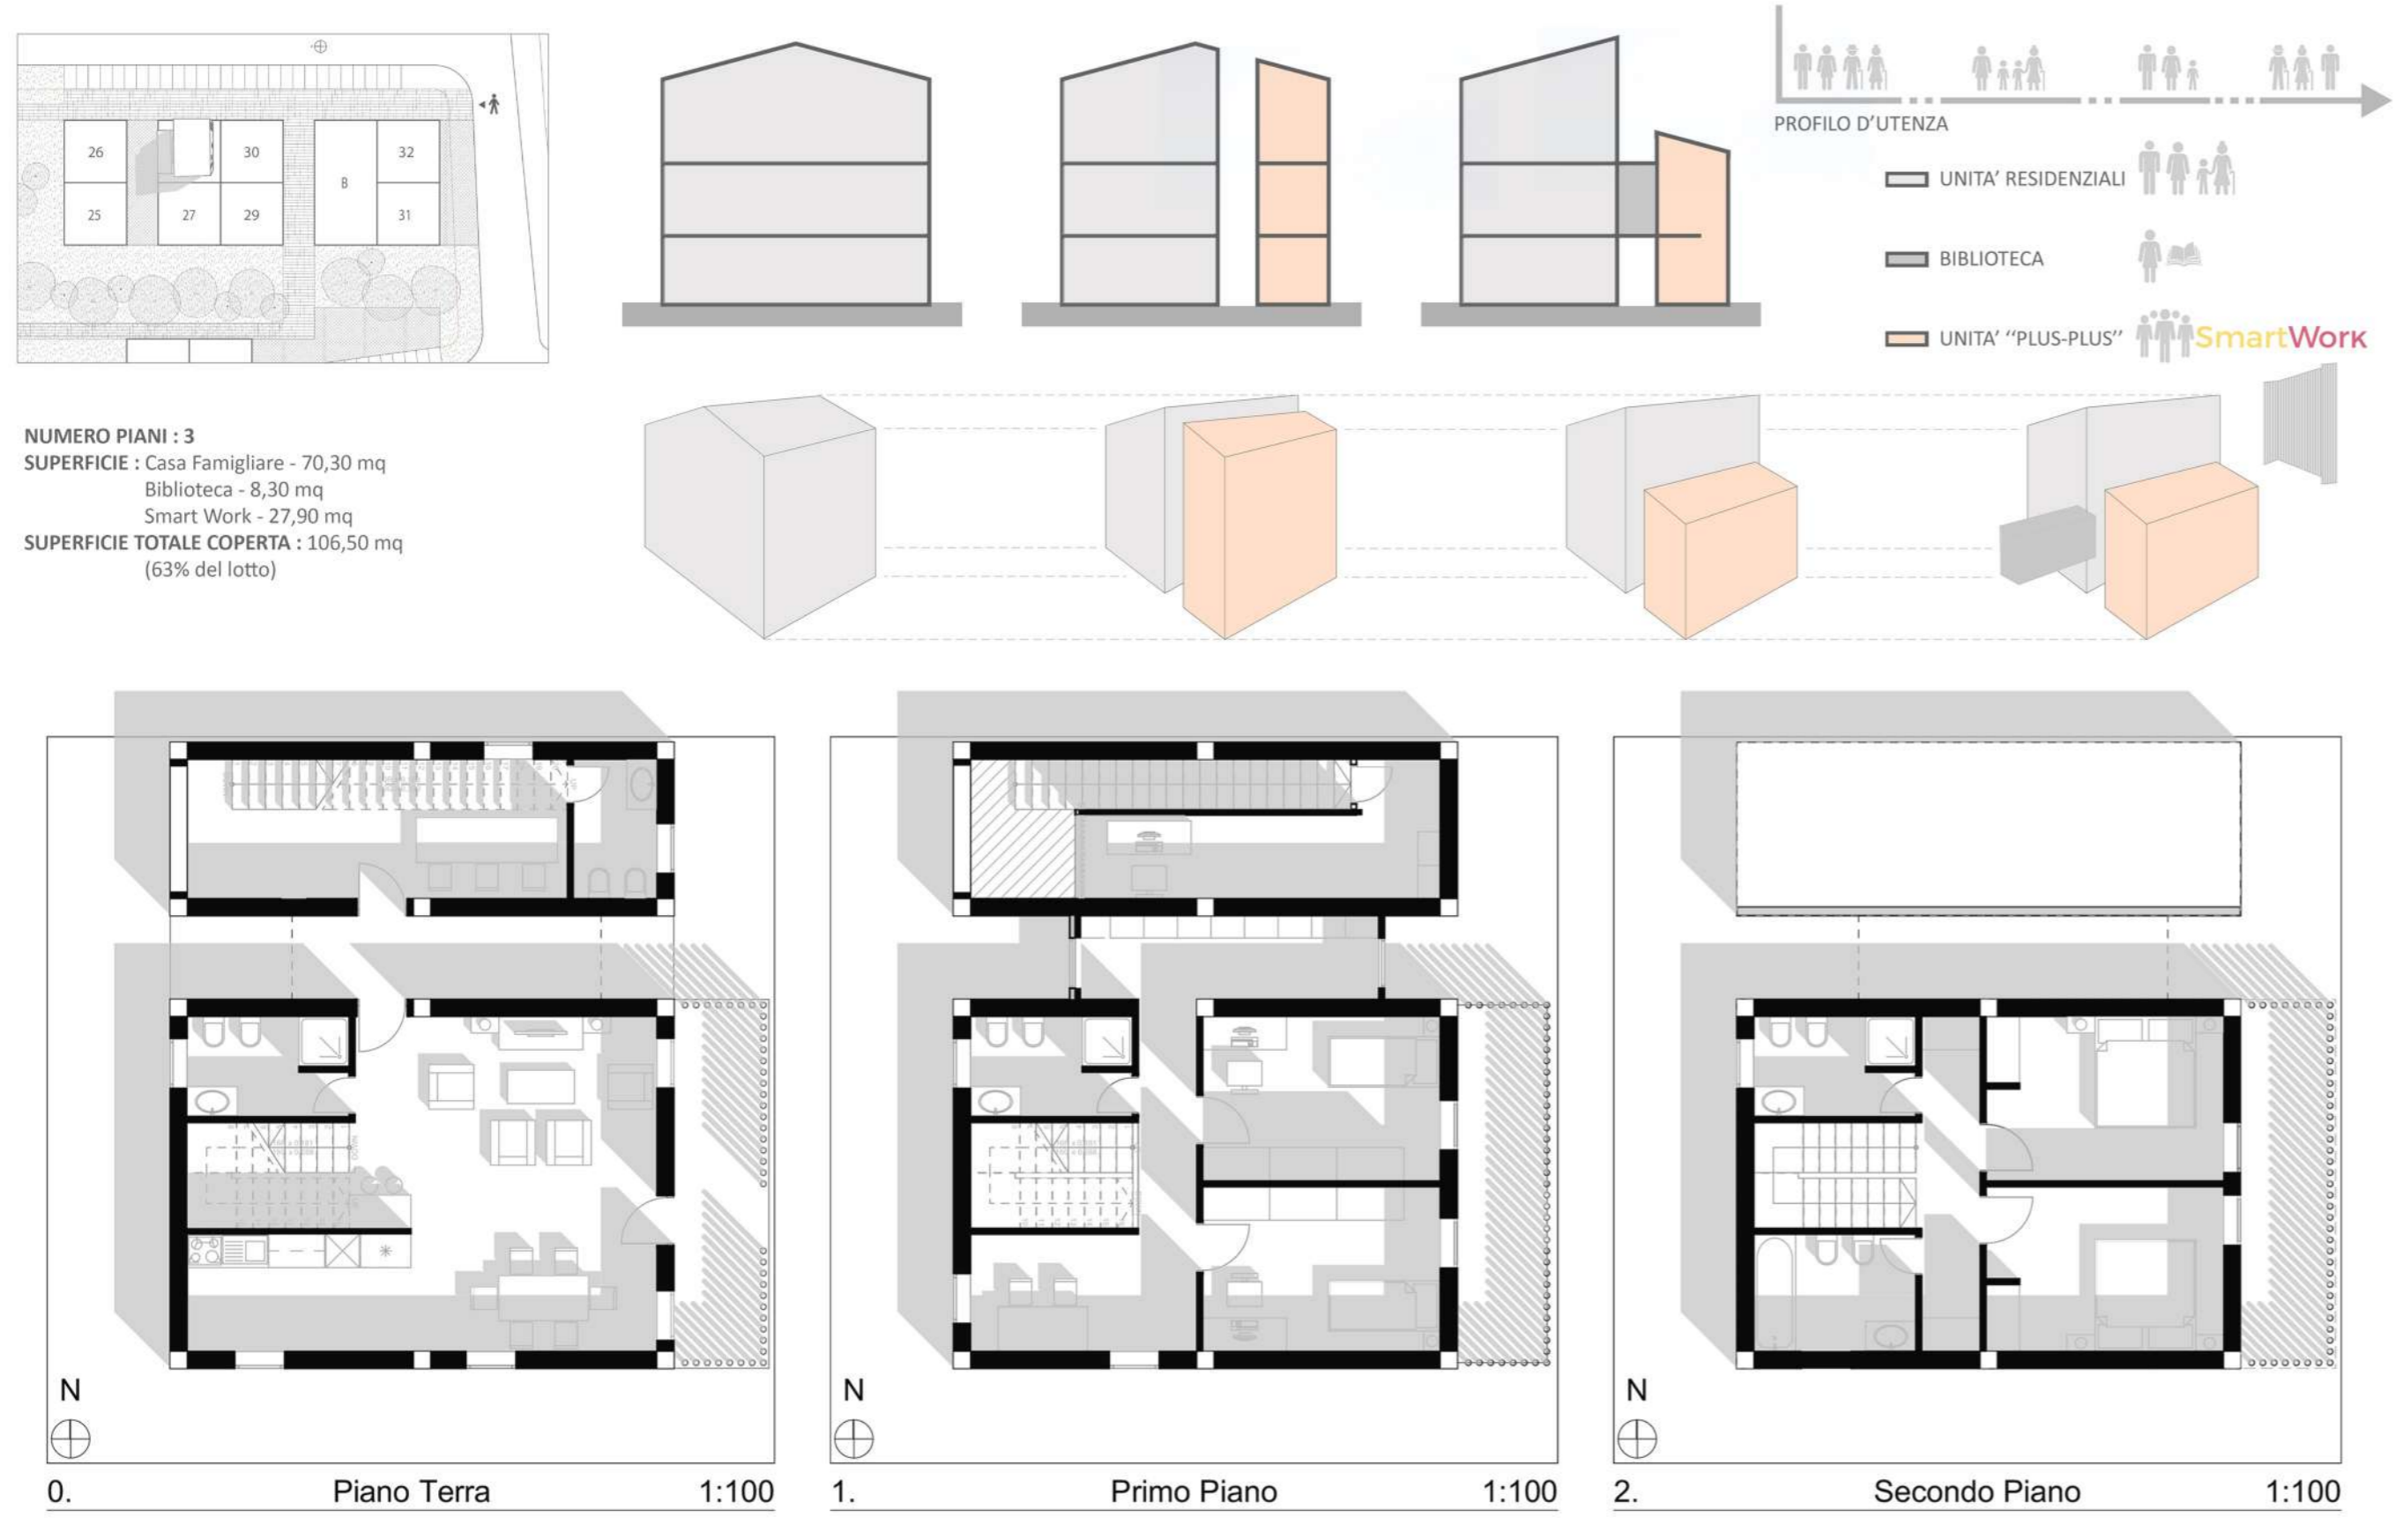 26
30
32
B
25
27
29
31
PROFILO D'UTENZA
UNITA' RESIDENZIALI
BIBLIOTECA
UNITA' "PLUS-PLUS"
SmartWork
NUMERO PIANI : 3
SUPERFICIE : Casa Famigliare - 70,30 mq
Biblioteca - 8,30 mq
Smart Work - 27,90 mq
SUPERFICIE TOTALE COPERTA : 106,50 mq
(63% del lotto)
N
N
N
0. Piano Terra 1:100
1. Primo Piano 1:100
2. Secondo Piano 1:100